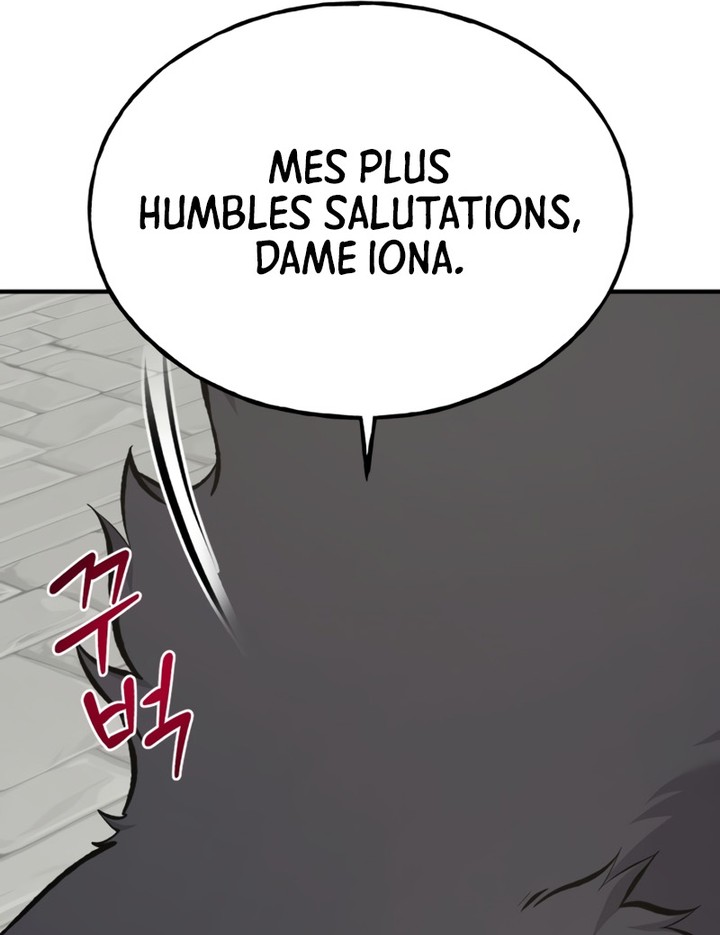 MES PLUS
HUMBLES SALUTATIONS,
DAME IONA.
꾸
벅